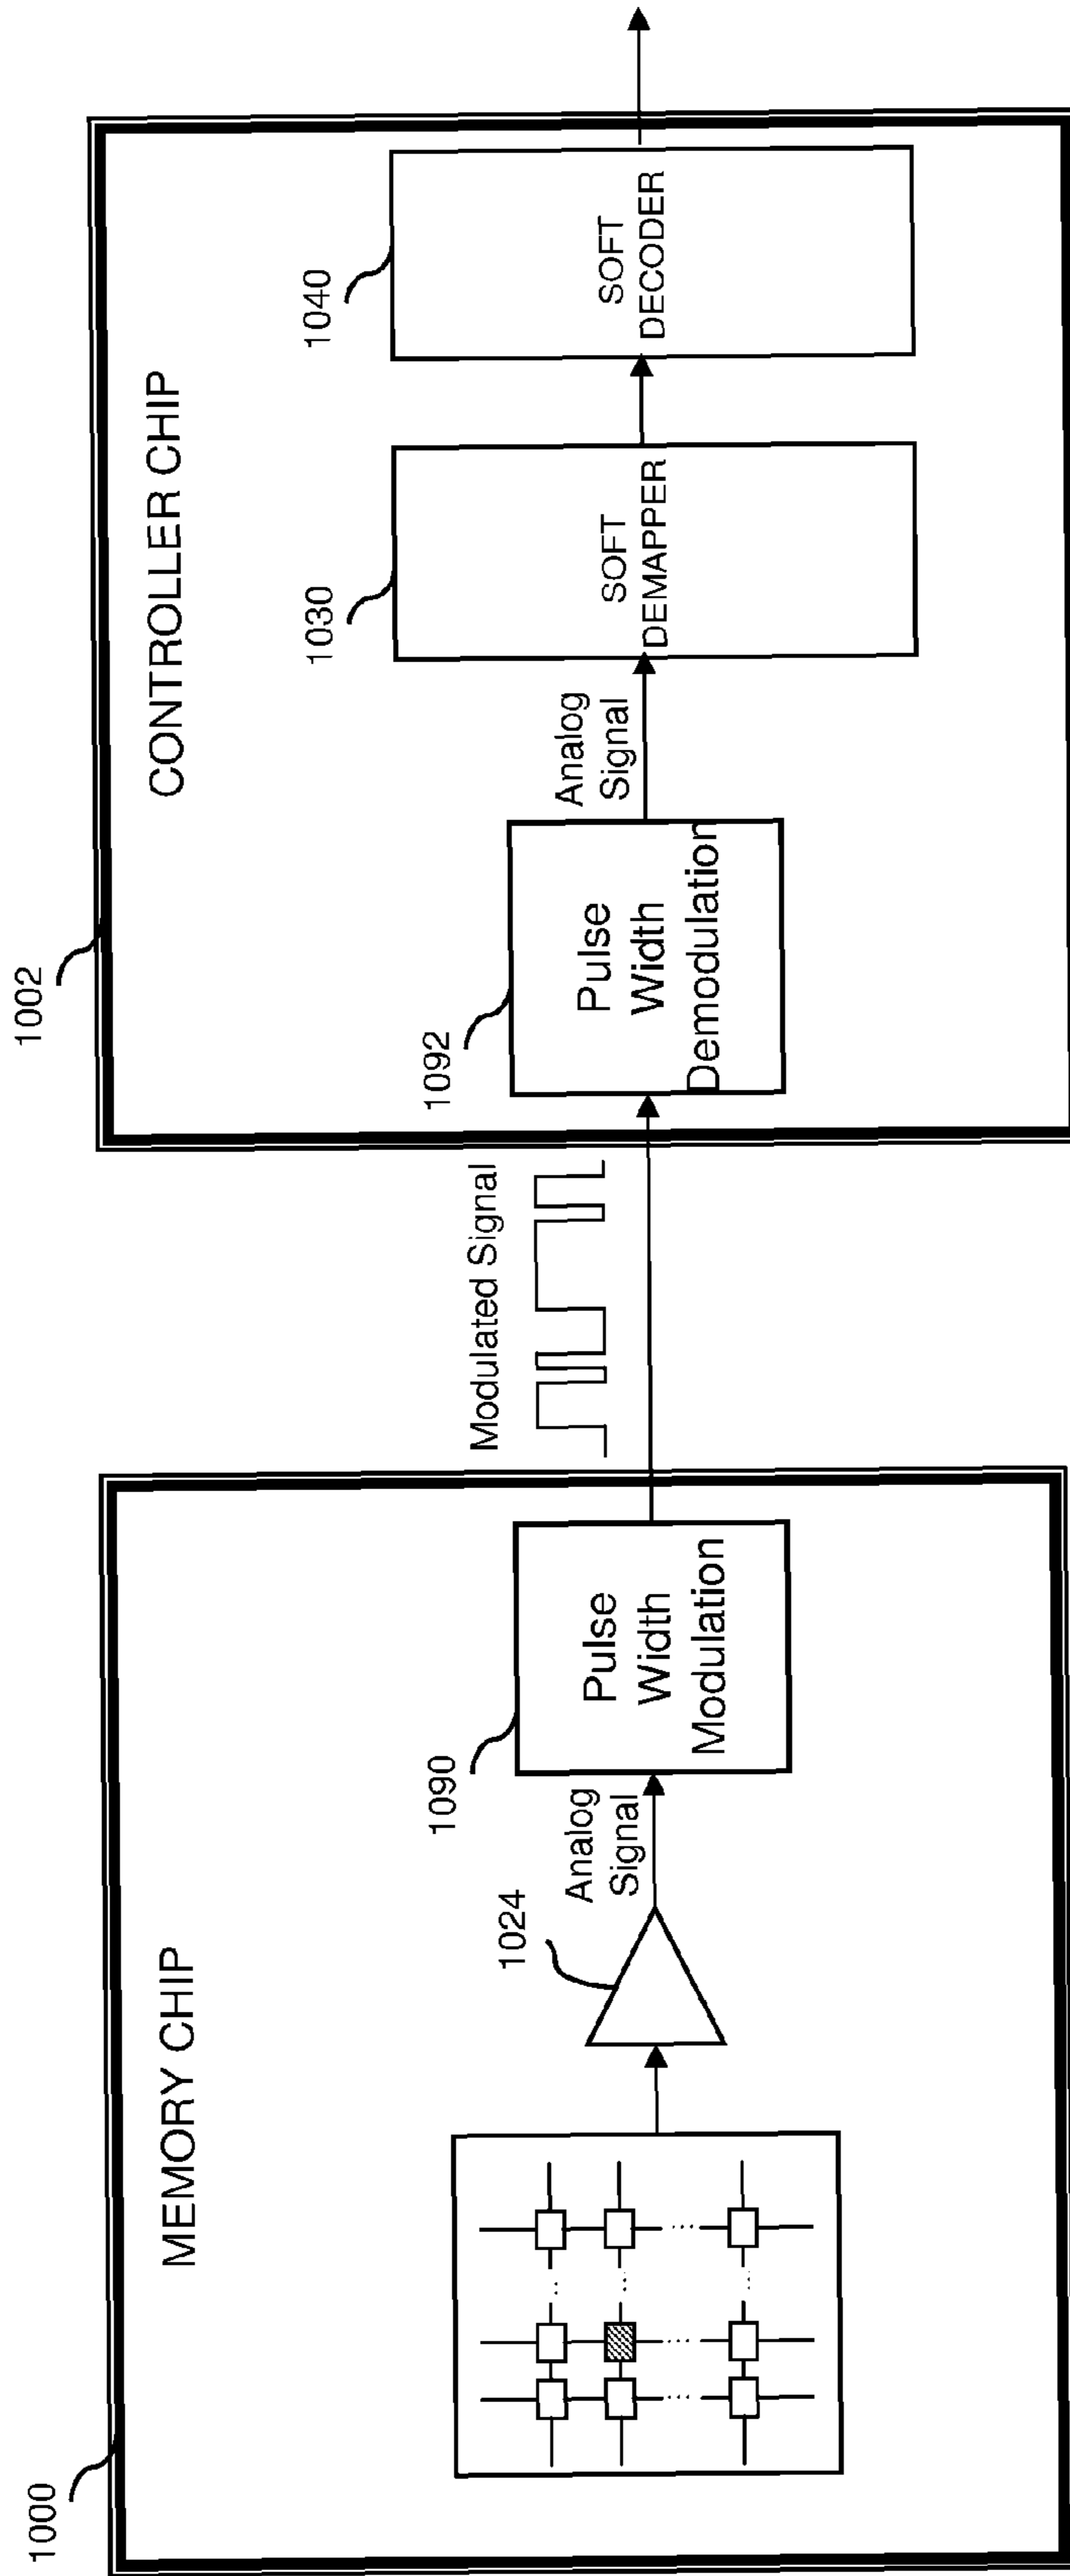 1000
MEMORY CHIP
1024
Analog
Signal
1090
Pulse
Width
Modulation
Modulated Signal
1002
CONTROLLER CHIP
1092
Pulse
Width
Demodulation
Analog
Signal
1030
SOFT
DEMAPPER
1040
SOFT
DECODER